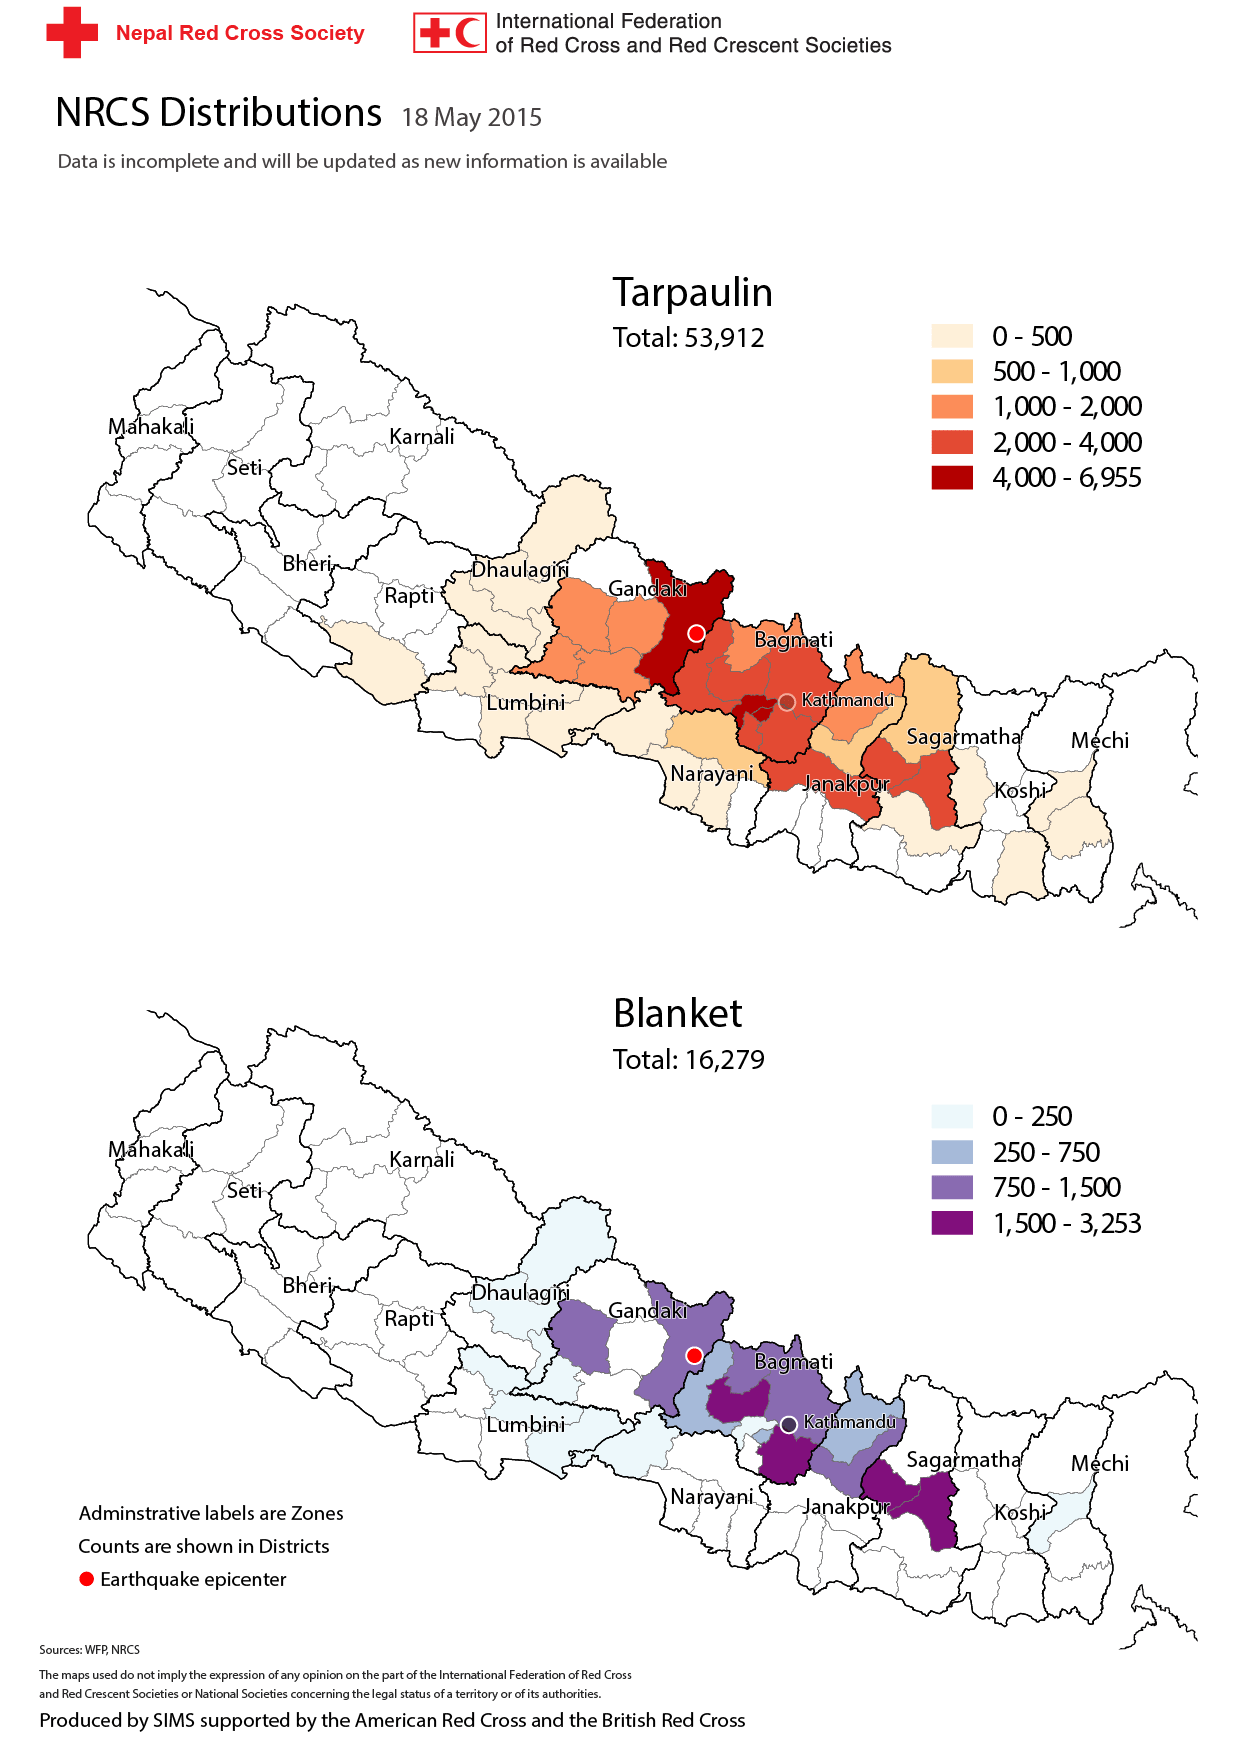 Nepal Red Cross Society
International Federation
of Red Cross and Red Crescent Societies
NRCS Distributions 18 May 2015
Data is incomplete and will be updated as new information is available
Tarpaulin
Total: 53,912
0 - 500
500 - 1,000
1,000 - 2,000
2,000 - 4,000
4,000 - 6,955
Mahakali
Karnali
Seti
Bheri
Dhaulagiri
Rapti
Gandaki
Bagmati
Lumbini
Kathmandu
Sagarmatha
Mechi
Narayani
Janakpur
Koshi
Blanket
Total: 16,279
0 - 250
250 - 750
750 - 1,500
1,500 - 3,253
Mahakali
Karnali
Seti
Bheri
Dhaulagiri
Rapti
Gandaki
Bagmati
Lumbini
Kathmandu
Sagarmatha
Mechi
Narayani
Janakpur
Koshi
Adminstrative labels are Zones
Counts are shown in Districts
Earthquake epicenter
Sources: WFP, NRCS
The maps used do not imply the expression of any opinion on the part of the International Federation of Red Cross
and Red Crescent Societies or National Societies concerning the legal status of a territory or of its authorities.
Produced by SIMS supported by the American Red Cross and the British Red Cross